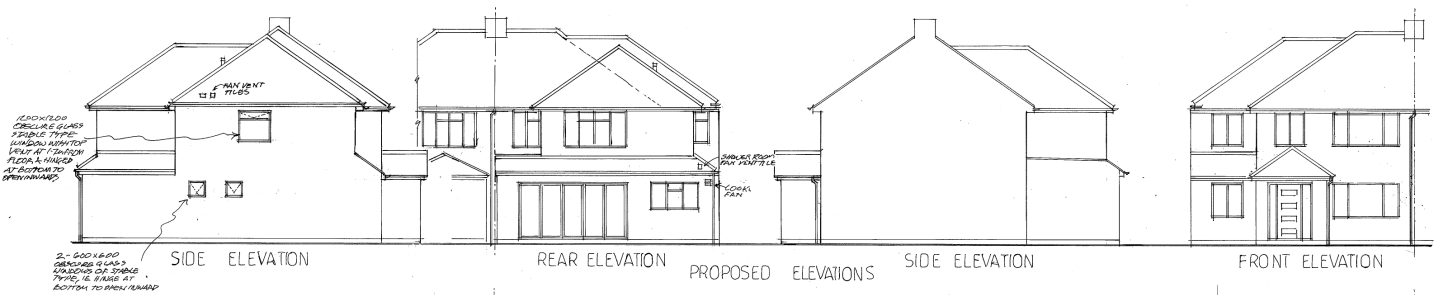 FAN VENT
TILES
1200x1200
OBSCURE GLASS
STABLE TYPE
WINDOW WITH TOP
VENT AT 1.7m FROM
FLOOR & HINGED
AT BOTTOM TO
OPEN INWARDS
2 - 600x600
OBSCURE GLASS
WINDOWS OF STABLE
TYPE, IE HINGE AT
BOTTOM TO OPEN INWARD
SIDE ELEVATION
SHOWER ROOM
FAN VENT TILE
COOK.
FAN
REAR ELEVATION
PROPOSED ELEVATIONS
SIDE ELEVATION
FRONT ELEVATION